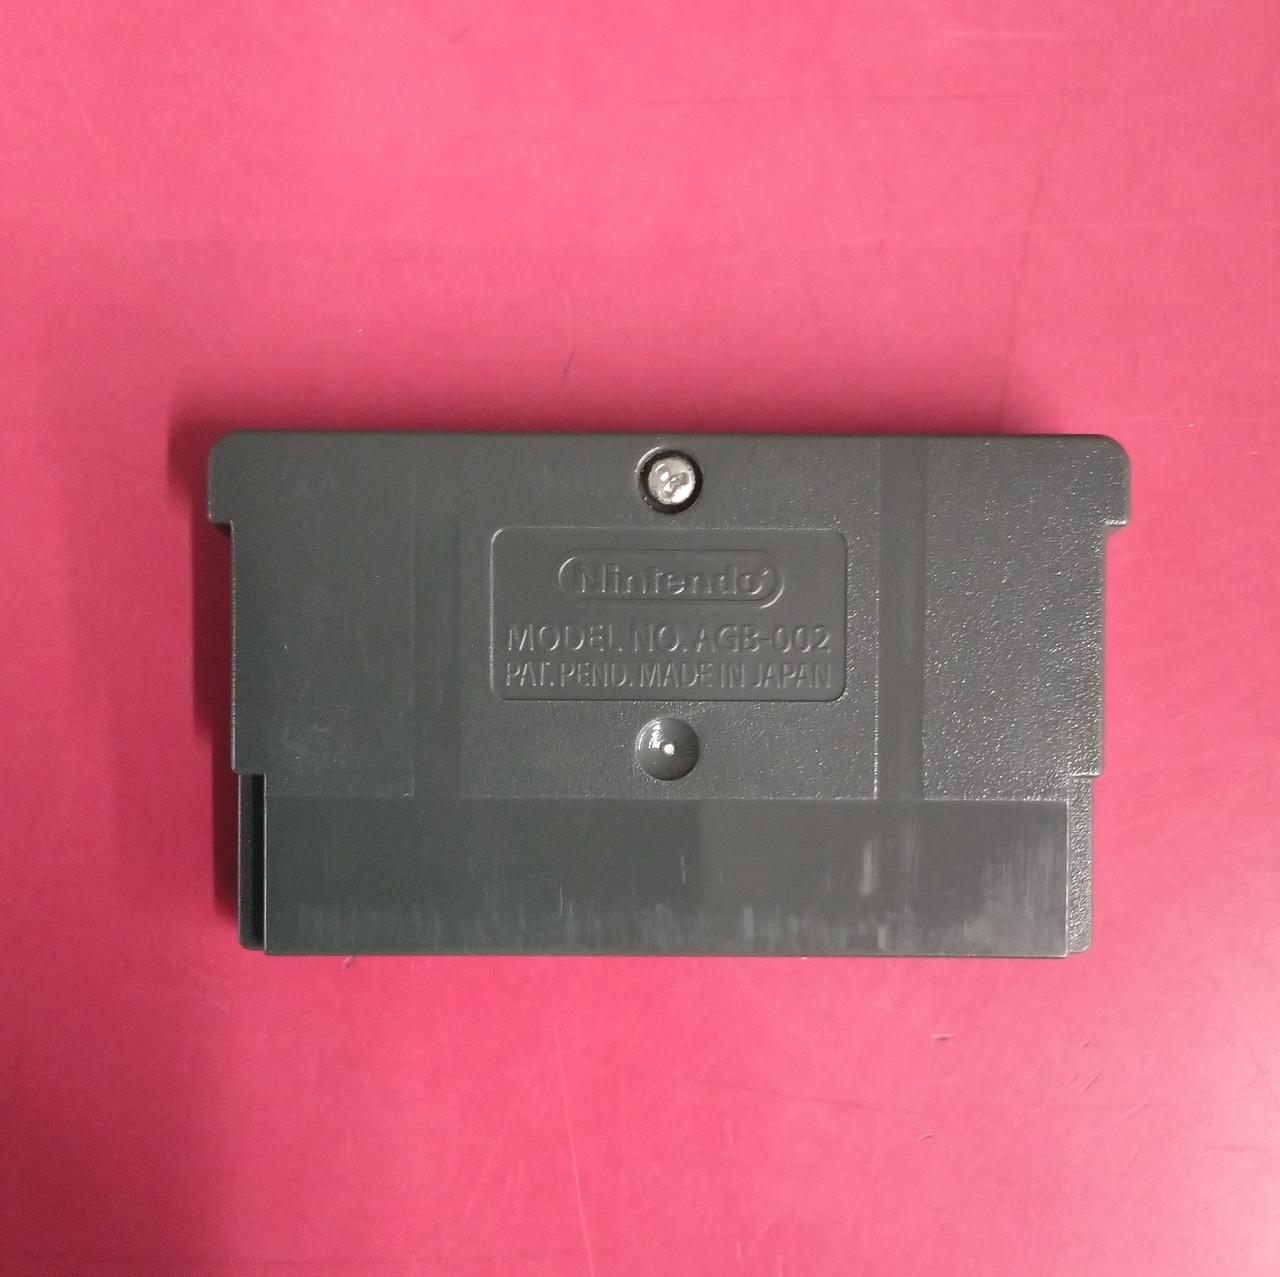 Nintendo
MODEL NO. AGB-002
PAT. PEND. MADE IN JAPAN